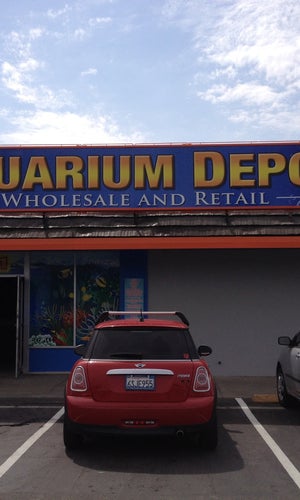 UARIUM DEPO
WHOLESALE AND RETAIL